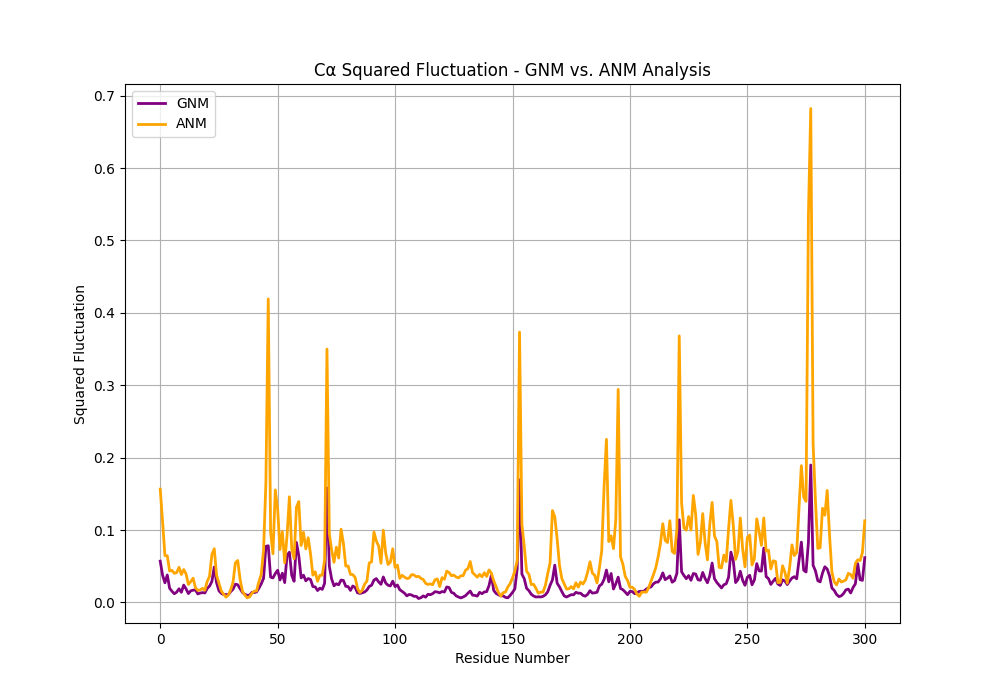 Cα Squared Fluctuation - GNM vs. ANM Analysis
GNM
ANM
0.7
0.6
0.5
0.4
0.3
0.2
0.1
0.0
Squared Fluctuation
0 50 100 150 200 250 300
Residue Number